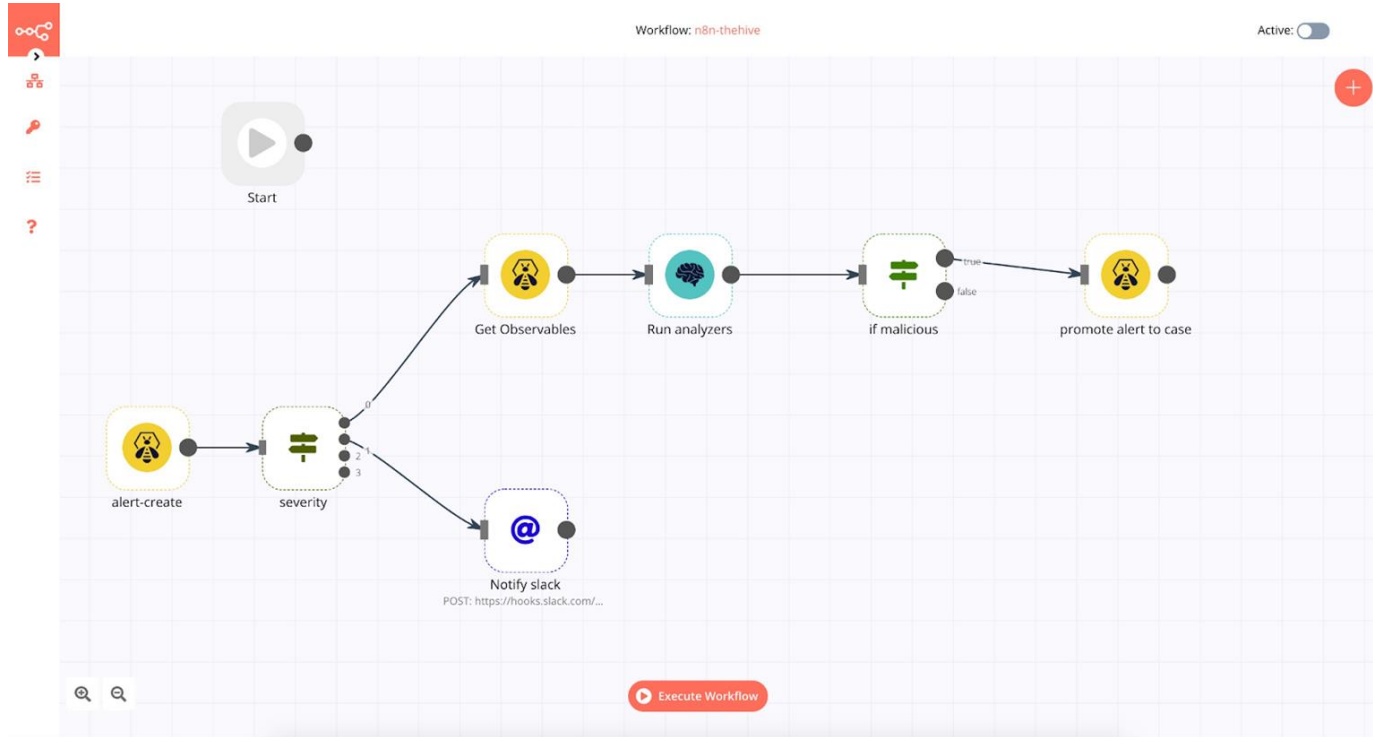 Workflow: n8n-thehive
Active:
Start
true
false
Get Observables
Run analyzers
if malicious
promote alert to case
0
1
2
3
alert-create
severity
@
Notify slack
POST: https://hooks.slack.com/...
Execute Workflow